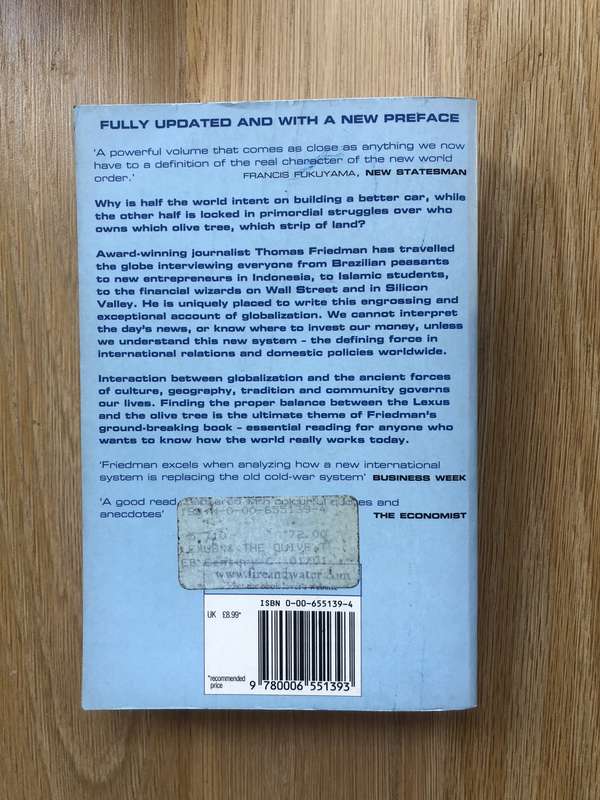 FULLY UPDATED AND WITH A NEW PREFACE
'A powerful volume that comes as close as anything we now
have to a definition of the real character of the new world
order.' FRANCIS FUKUYAMA, NEW STATESMAN
Why is half the world intent on building a better car, while
the other half is locked in primordial struggles over who
owns which olive tree, which strip of land?
Award-winning journalist Thomas Friedman has travelled
the globe interviewing everyone from Brazilian peasants
to new entrepreneurs in Indonesia, to Islamic students,
to the financial wizards on Wall Street and in Silicon
Valley. He is uniquely placed to write this engrossing and
exceptional account of globalization. We cannot interpret
the day's news, or know where to invest our money, unless
we understand this new system - the defining force in
international relations and domestic policies worldwide.
Interaction between globalization and the ancient forces
of culture, geography, tradition and community governs
our lives. Finding the proper balance between the Lexus
and the olive tree is the ultimate theme of Friedman's
ground-breaking book - essential reading for anyone who
wants to know how the world really works today.
'Friedman excels when analyzing how a new international
system is replacing the old cold-war system' BUSINESS WEEK
'A good read, and
anecdotes' THE ECONOMIST
ISBN 0-00-655139-4
72.00
THE
www.fireandwater.com
ISBN 0-00-655139-4
UK £8.99*
*recommended
price
9 780006 551393